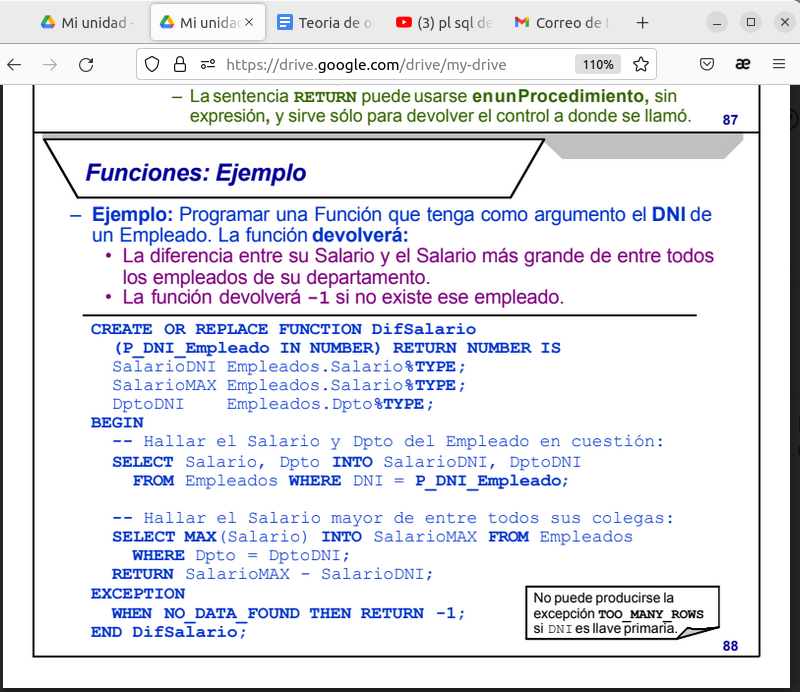 Mi unidad -
Mi unidad
Teoria de o
(3) pl sql de
Correo de
https://drive.google.com/drive/my-drive
110%
– La sentencia RETURN puede usarse en un Procedimiento, sin
expresión, y sirve sólo para devolver el control a donde se llamó.
87
Funciones: Ejemplo
– Ejemplo: Programar una Función que tenga como argumento el DNI de
un Empleado. La función devolverá:
• La diferencia entre su Salario y el Salario más grande de entre todos
los empleados de su departamento.
• La función devolverá -1 si no existe ese empleado.
CREATE OR REPLACE FUNCTION DifSalario
(P_DNI_Empleado IN NUMBER) RETURN NUMBER IS
SalarioDNI Empleados.Salario%TYPE;
SalarioMAX Empleados.Salario%TYPE;
DptoDNI    Empleados.Dpto%TYPE;
BEGIN
-- Hallar el Salario y Dpto del Empleado en cuestión:
SELECT Salario, Dpto INTO SalarioDNI, DptoDNI
FROM Empleados WHERE DNI = P_DNI_Empleado;
-- Hallar el Salario mayor de entre todos sus colegas:
SELECT MAX(Salario) INTO SalarioMAX FROM Empleados
WHERE Dpto = DptoDNI;
RETURN SalarioMAX - SalarioDNI;
EXCEPTION
WHEN NO_DATA_FOUND THEN RETURN -1;
END DifSalario;
No puede producirse la
excepción TOO_MANY_ROWS
si DNI es llave primaria.
88